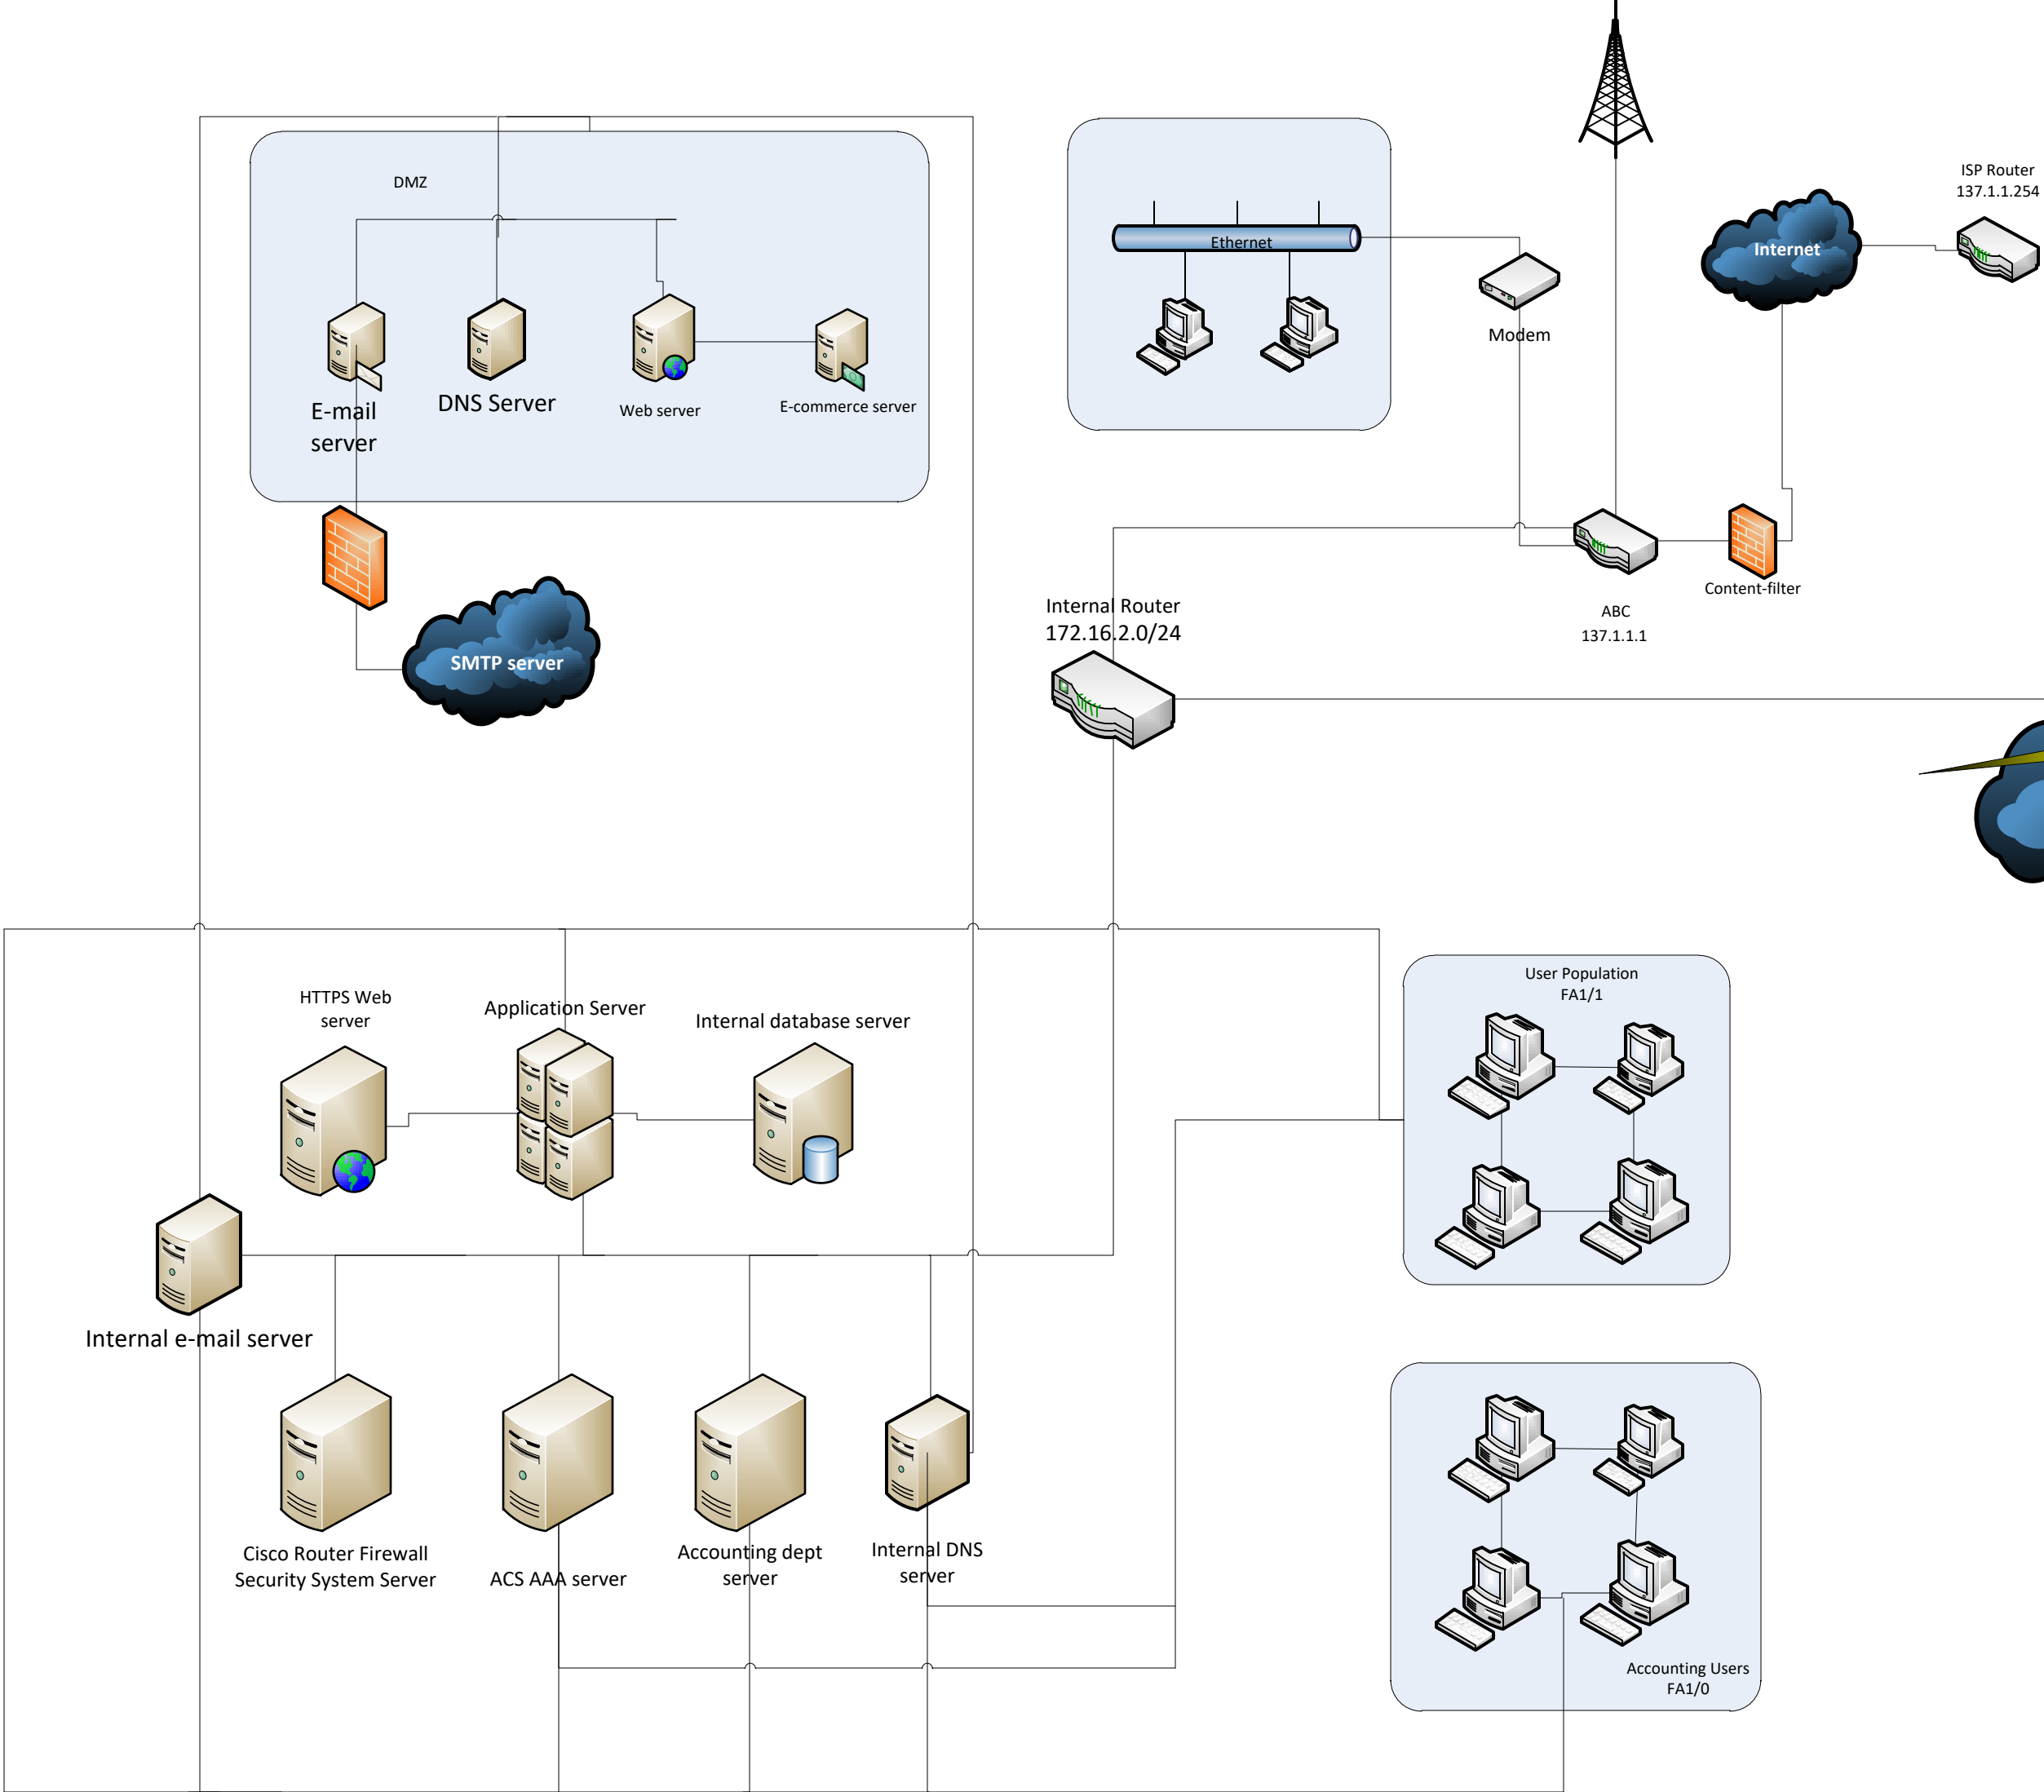 DMZ
E-mail
server
DNS Server
Web server
E-commerce server
SMTP server
Ethernet
Modem
Internet
ISP Router
137.1.1.254
Content-filter
ABC
137.1.1.1
Internal Router
172.16.2.0/24
HTTPS Web
server
Application Server
Internal database server
User Population
FA1/1
Internal e-mail server
Cisco Router Firewall
Security System Server
ACS AAA server
Accounting dept
server
Internal DNS
server
Accounting Users
FA1/0